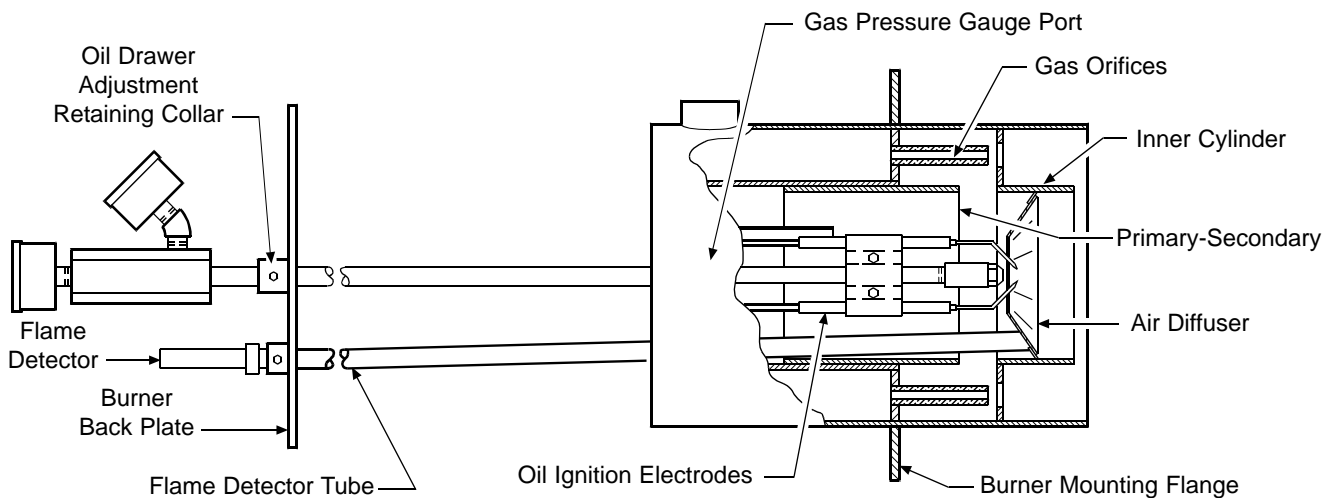 Gas Pressure Gauge Port
Oil Drawer
Adjustment
Retaining Collar
Gas Orifices
Inner Cylinder
Primary-Secondary
Air Diffuser
Flame
Detector
Burner
Back Plate
Oil Ignition Electrodes
Flame Detector Tube
Burner Mounting Flange